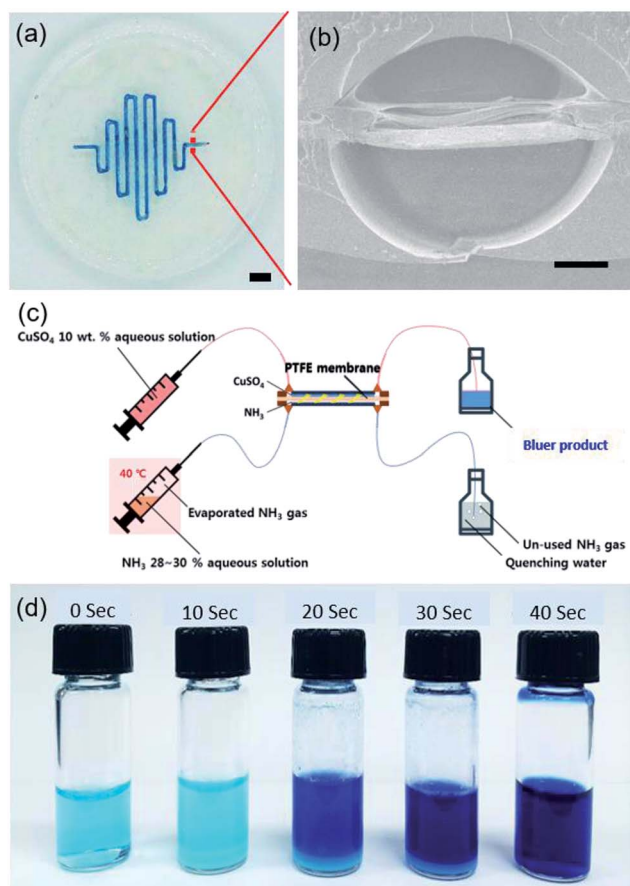 (a)
(b)
(c)
CuSO4 10 wt. % aqueous solution
PTFE membrane
CuSO4
NH3
Bluer product
40 ℃
Evaporated NH3 gas
NH3 28~30 % aqueous solution
Un-used NH3 gas
Quenching water
(d)
0 Sec
10 Sec
20 Sec
30 Sec
40 Sec